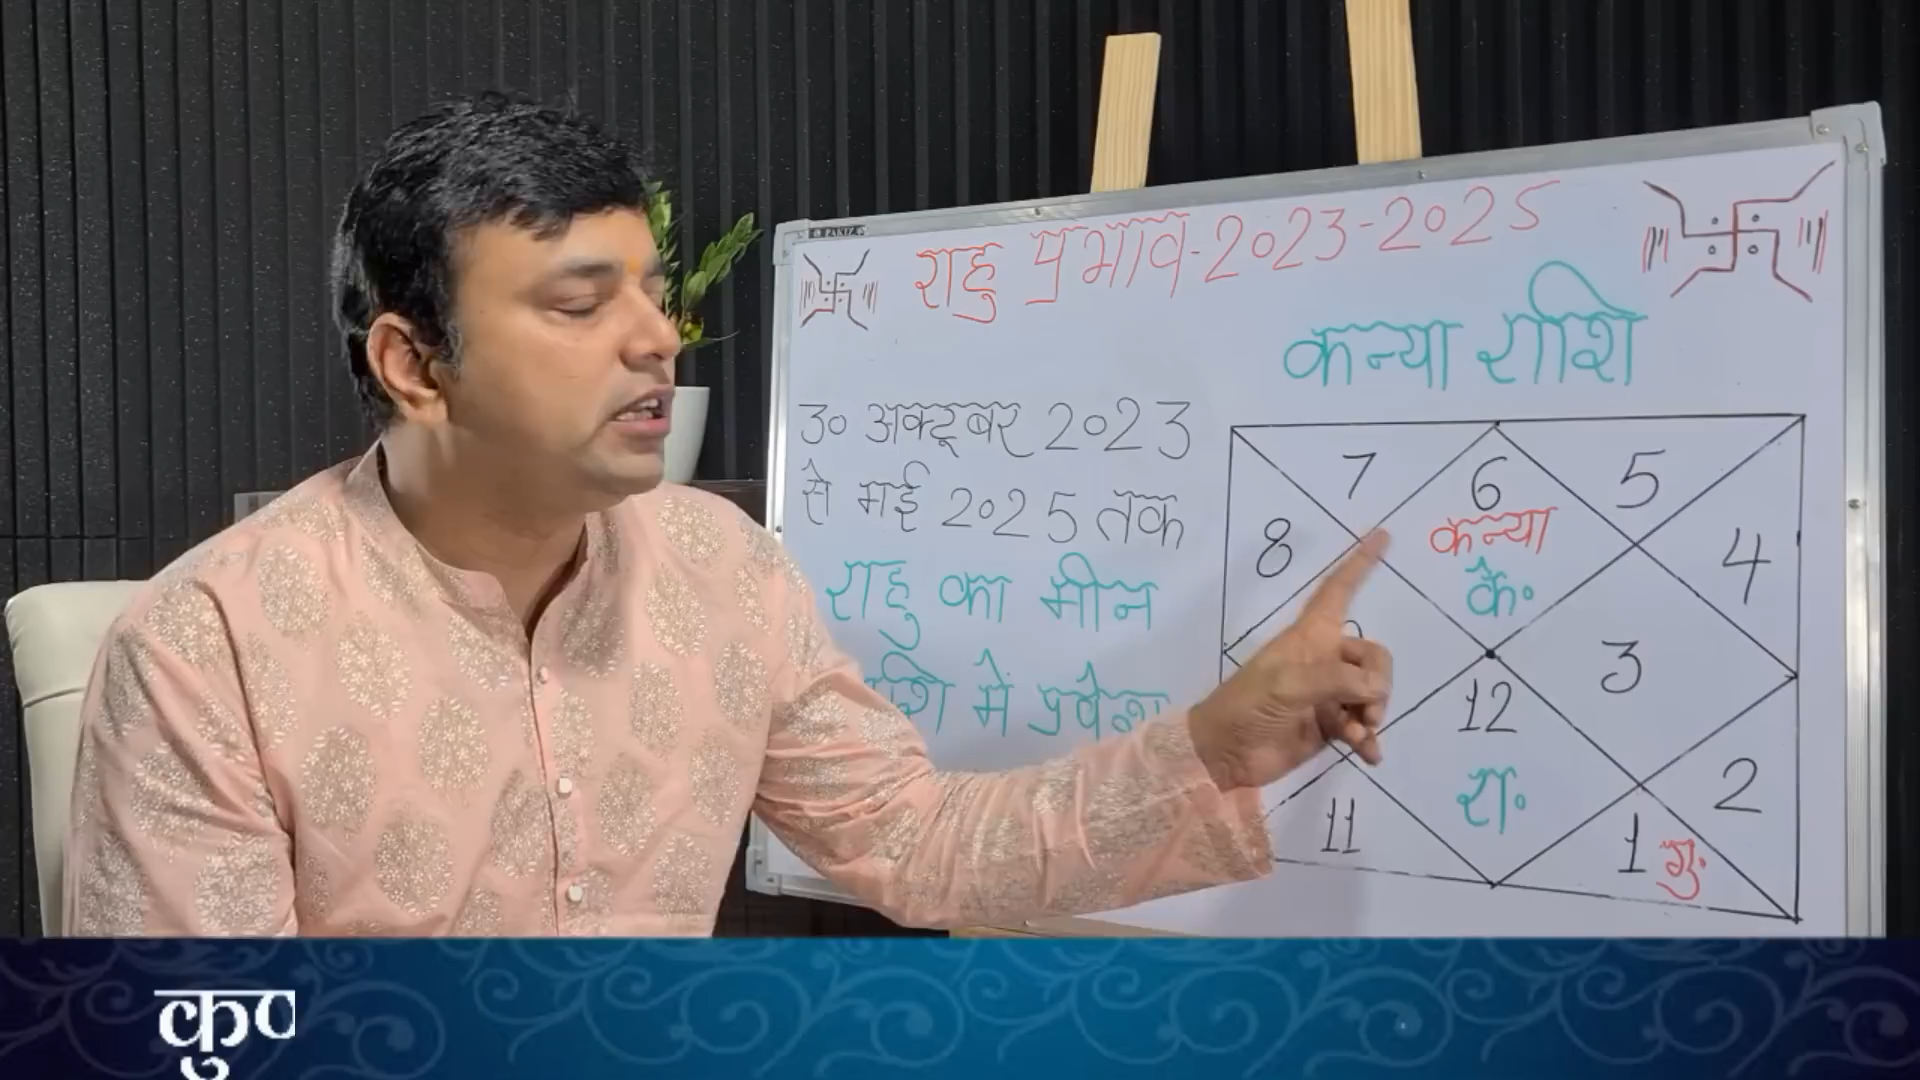 राहु प्रभाव-2023-2025
कन्या राशि
30 अक्टूबर 2023
से मई 2025 तक
राहु का मीन
में प्रवेश
7 6 5
8 कन्या 4
के॰
3
12
रा॰ 2
11 1 गु॰